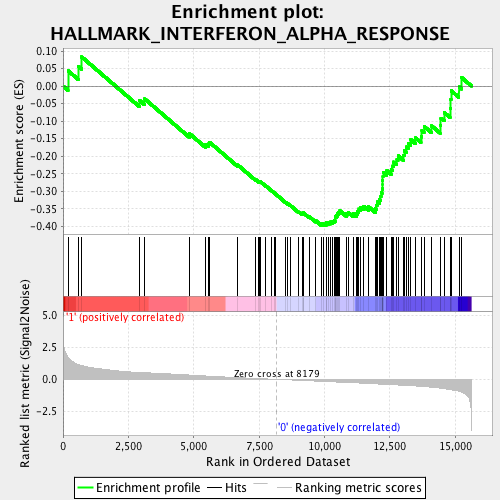 Enrichment plot:
HALLMARK_INTERFERON_ALPHA_RESPONSE
Enrichment score (ES)
0.10
0.05
0.00
-0.05
-0.10
-0.15
-0.20
-0.25
-0.30
-0.35
-0.40
'1' (positively correlated)
Ranked list metric (Signal2Noise)
5.0
2.5
0.0
-2.5
Zero cross at 8179
'0' (negatively correlated)
0
2,500
5,000
7,500
10,000
12,500
15,000
Rank in Ordered Dataset
Enrichment profile
Hits
Ranking metric scores